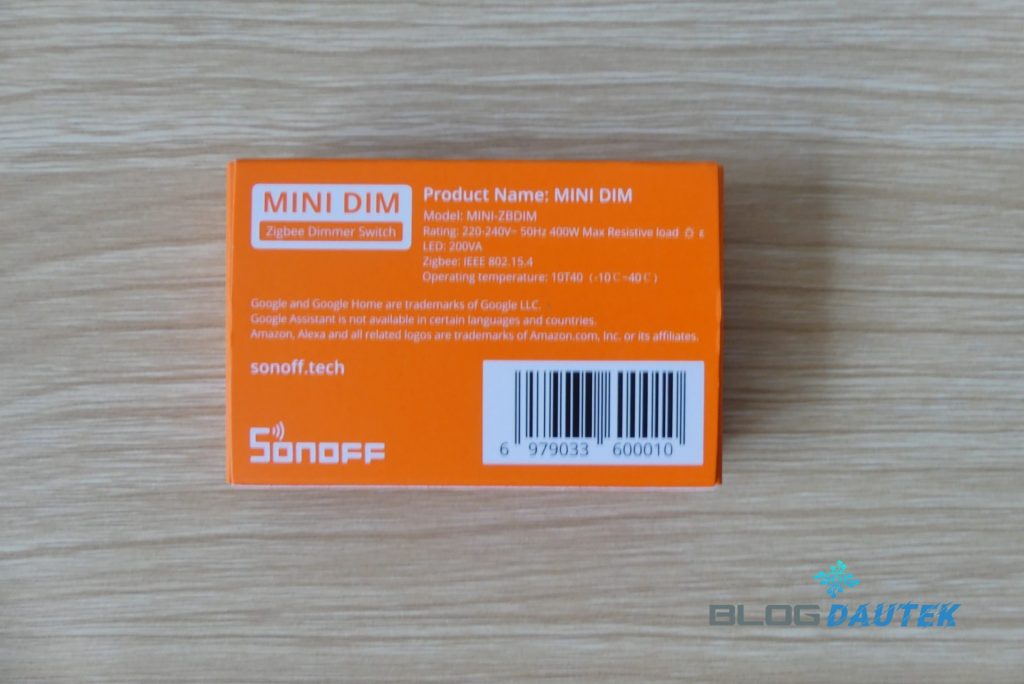 MINI DIM
Zigbee Dimmer Switch
Product Name: MINI DIM
Model: MINI-ZBDIM
Rating: 220-240V~ 50Hz 400W Max Resistive load
LED: 200VA
Zigbee: IEEE 802.15.4
Operating temperature: 10T40 (-10℃~40℃)
Google and Google Home are trademarks of Google LLC.
Google Assistant is not available in certain languages and countries.
Amazon, Alexa and all related logos are trademarks of Amazon.com, Inc. or its affiliates.
sonoff.tech
SONOFF
6 979033 600010
BLOG DAUTEK